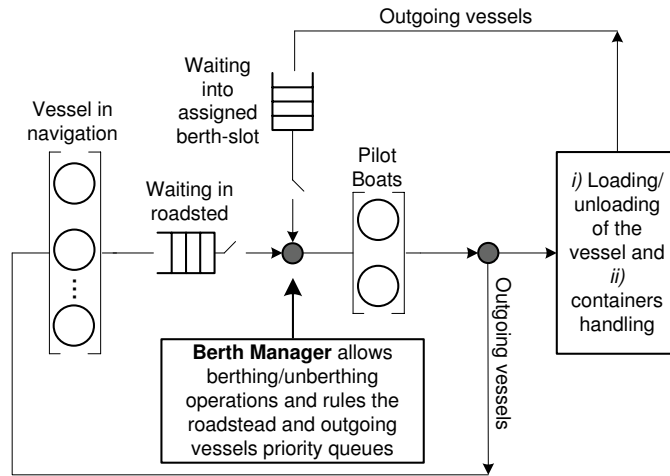 Outgoing vessels
Waiting
into
assigned
berth-slot
Vessel in
navigation
Pilot
Boats
Waiting in
roadsted
i) Loading/
unloading
of the
vessel and
ii)
containers
handling
Outgoing vessels
Berth Manager allows
berthing/unberthing
operations and rules the
roadstead and outgoing
vessels priority queues